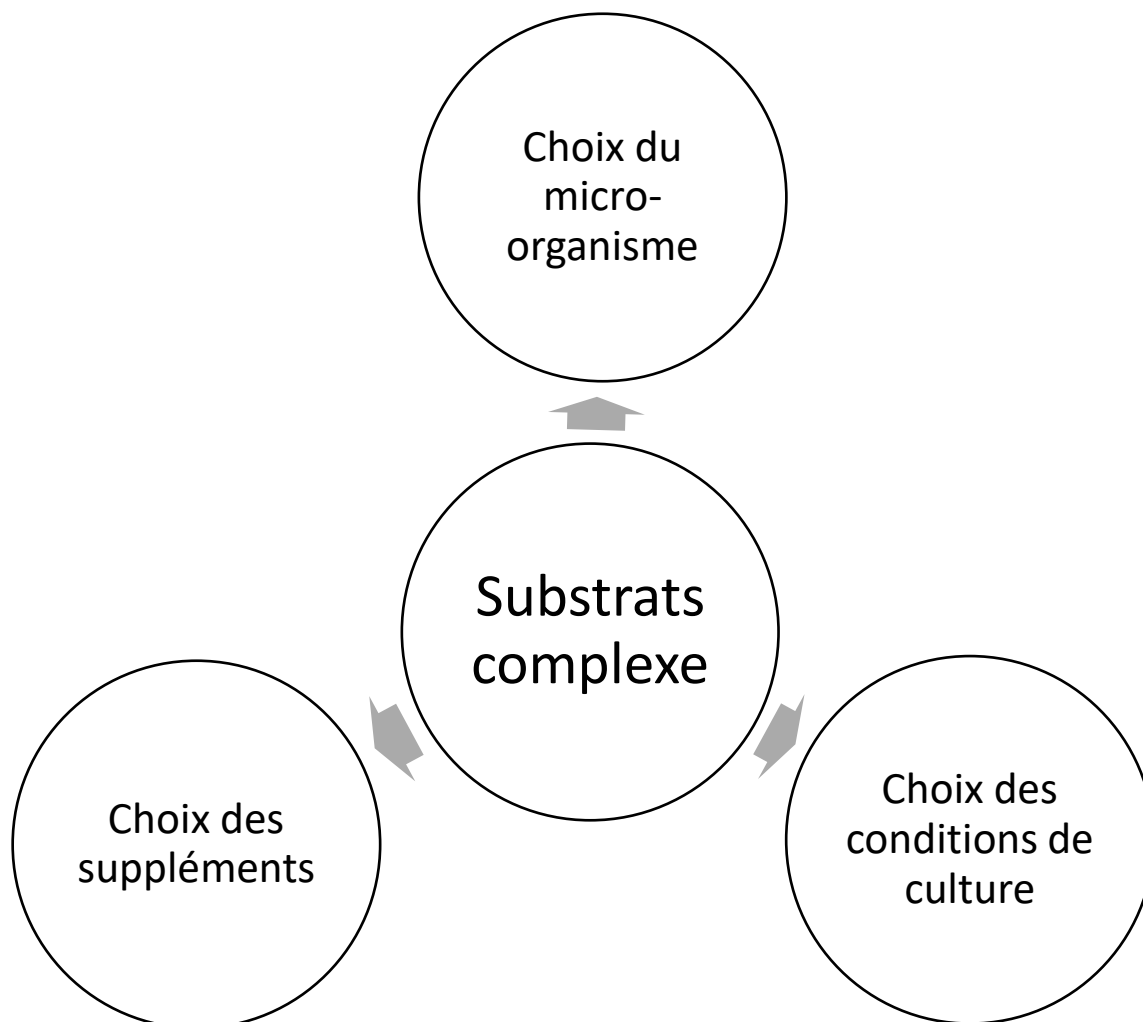 Choix du
micro-
organisme
Substrats
complexe
Choix des
suppléments
Choix des
conditions de
culture